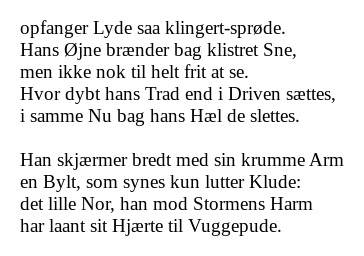 opfanger Lyde saa klingert-sprøde.
Hans Øjne brænder bag klistret Sne,
men ikke nok til helt frit at se.
Hvor dybt hans Trad end i Driven sættes,
i samme Nu bag hans Hæl de slettes.

Han skjærmer bredt med sin krumme Arm
en Bylt, som synes kun lutter Klude:
det lille Nor, han mod Stormens Harm
har laant sit Hjærte til Vuggepude.